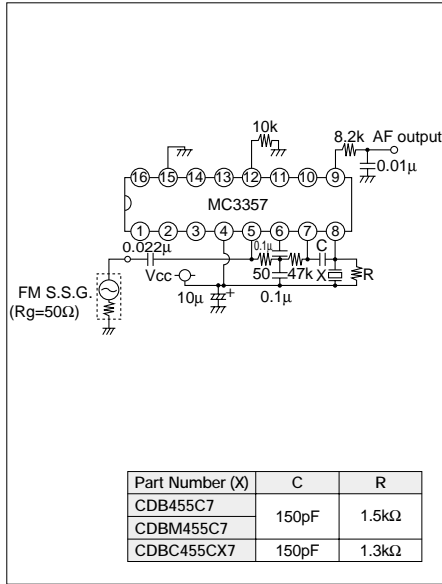 10k
8.2k AF output
0.01μ
16 15 14 13 12 11 10 9
MC3357
1 2 3 4 5 6 7 8
0.022μ
0.1μ
C
Vcc
50 47k
X
R
FM S.S.G.
(Rg=50Ω)
10μ
+
0.1μ
Part Number (X) C R
CDB455C7 150pF 1.5kΩ
CDBM455C7
CDBC455CX7 150pF 1.3kΩ